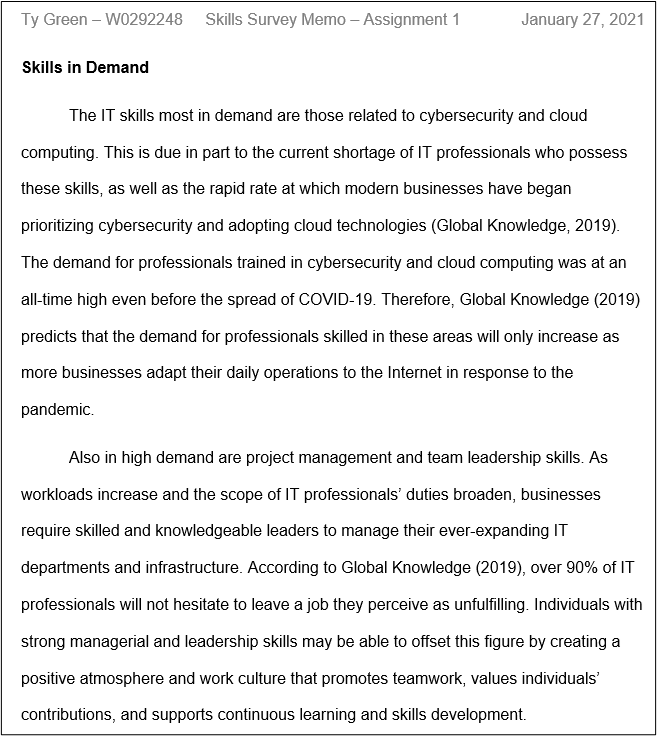 Ty Green – W0292248 Skills Survey Memo – Assignment 1 January 27, 2021
Skills in Demand
The IT skills most in demand are those related to cybersecurity and cloud
computing. This is due in part to the current shortage of IT professionals who possess
these skills, as well as the rapid rate at which modern businesses have began
prioritizing cybersecurity and adopting cloud technologies (Global Knowledge, 2019).
The demand for professionals trained in cybersecurity and cloud computing was at an
all-time high even before the spread of COVID-19. Therefore, Global Knowledge (2019)
predicts that the demand for professionals skilled in these areas will only increase as
more businesses adapt their daily operations to the Internet in response to the
pandemic.
Also in high demand are project management and team leadership skills. As
workloads increase and the scope of IT professionals’ duties broaden, businesses
require skilled and knowledgeable leaders to manage their ever-expanding IT
departments and infrastructure. According to Global Knowledge (2019), over 90% of IT
professionals will not hesitate to leave a job they perceive as unfulfilling. Individuals with
strong managerial and leadership skills may be able to offset this figure by creating a
positive atmosphere and work culture that promotes teamwork, values individuals’
contributions, and supports continuous learning and skills development.